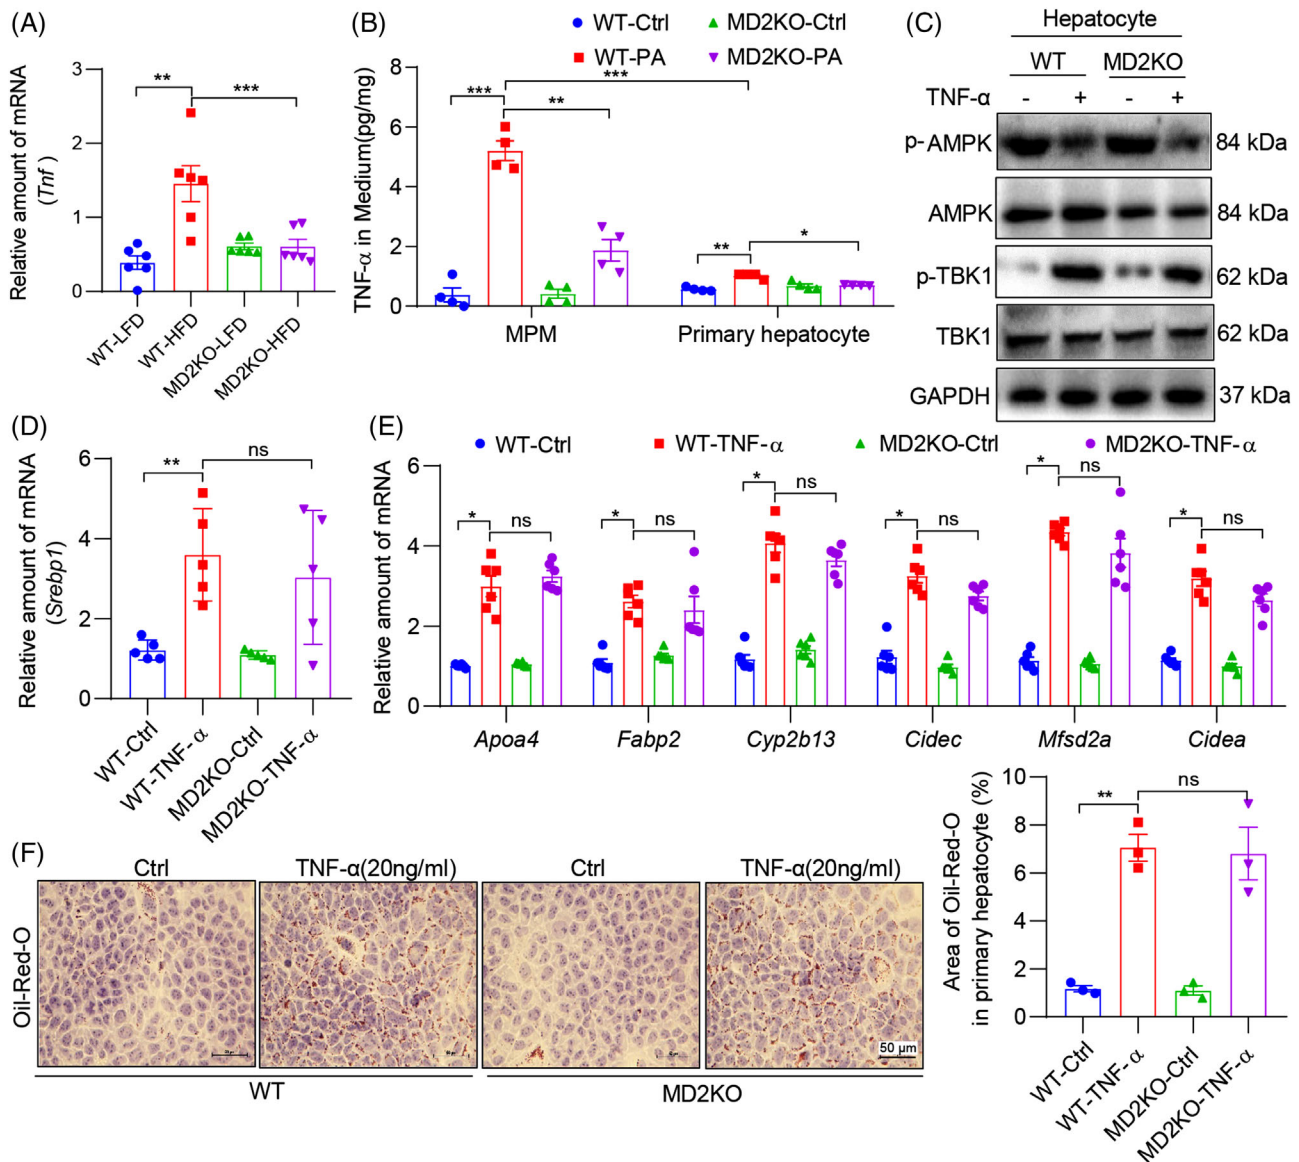 (A)
Relative amount of mRNA
(Tnf )
3
2
1
0
**
***
WT-LFD
WT-HFD
MD2KO-LFD
MD2KO-HFD
(B)
WT-Ctrl
MD2KO-Ctrl
WT-PA
MD2KO-PA
TNF-α in Medium(pg/mg)
8
6
4
2
0
***
***
**
**
*
MPM
Primary hepatocyte
(C)
Hepatocyte
WT
MD2KO
TNF-α - + - +
p-AMPK 84 kDa
AMPK 84 kDa
p-TBK1 62 kDa
TBK1 62 kDa
GAPDH 37 kDa
(D)
Relative amount of mRNA
(Srebp1)
6
4
2
0
**
ns
WT-Ctrl
WT-TNF-α
MD2KO-Ctrl
MD2KO-TNF-α
(E)
WT-Ctrl
WT-TNF-α
MD2KO-Ctrl
MD2KO-TNF-α
Relative amount of mRNA
6
4
2
0
* ns
* ns
* ns
* ns
* ns
* ns
Apoa4
Fabp2
Cyp2b13
Cidec
Mfsd2a
Cidea
(F)
Oil-Red-O
Ctrl
TNF-α(20ng/ml)
Ctrl
TNF-α(20ng/ml)
50 μm
WT
MD2KO
Area of Oil-Red-O
in primary hepatocyte (%)
10
8
6
4
2
0
**
ns
WT-Ctrl
WT-TNF-α
MD2KO-Ctrl
MD2KO-TNF-α